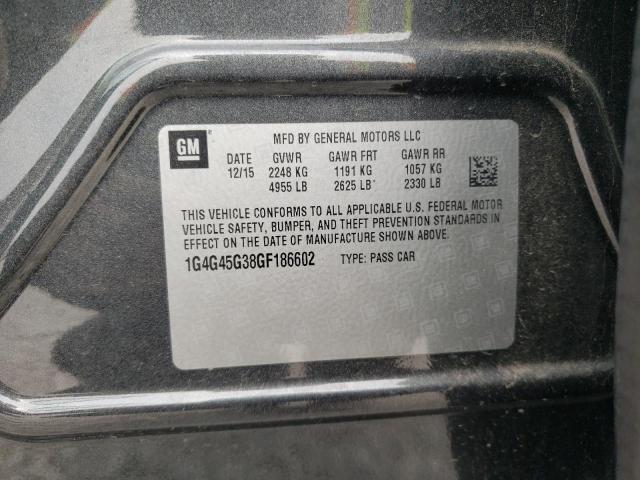 GM
MFD BY GENERAL MOTORS LLC
DATE GVWR GAWR FRT GAWR RR
12/15 2248 KG 1191 KG 1057 KG
4955 LB 2625 LB 2330 LB
THIS VEHICLE CONFORMS TO ALL APPLICABLE U.S. FEDERAL MOTOR
VEHICLE SAFETY, BUMPER, AND THEFT PREVENTION STANDARDS IN
EFFECT ON THE DATE OF MANUFACTURE SHOWN ABOVE.
1G4G45G38GF186602 TYPE: PASS CAR